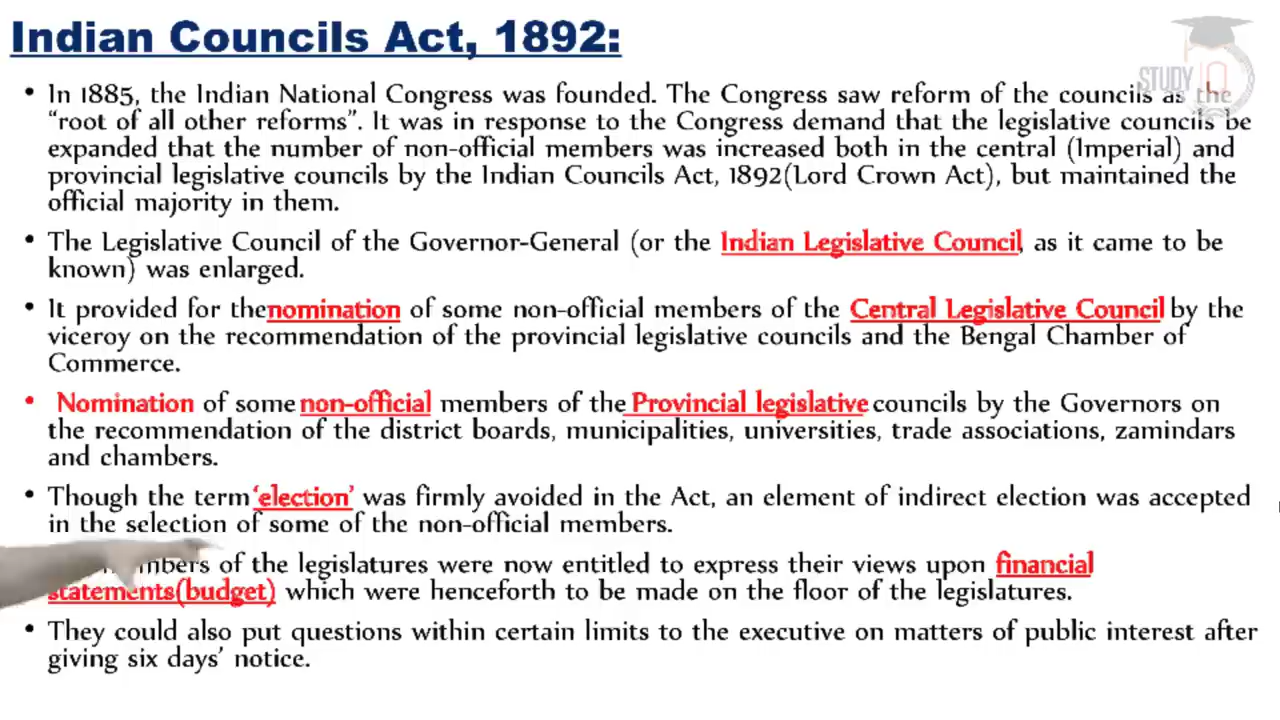 Indian Councils Act, 1892:
STUDY IQ
• In 1885, the Indian National Congress was founded. The Congress saw reform of the councils as the
“root of all other reforms”. It was in response to the Congress demand that the legislative councils be
expanded that the number of non-official members was increased both in the central (Imperial) and
provincial legislative councils by the Indian Councils Act, 1892(Lord Crown Act), but maintained the
official majority in them.
• The Legislative Council of the Governor-General (or the Indian Legislative Council, as it came to be
known) was enlarged.
• It provided for thenomination of some non-official members of the Central Legislative Council by the
viceroy on the recommendation of the provincial legislative councils and the Bengal Chamber of
Commerce.
• Nomination of some non-official members of the Provincial legislative councils by the Governors on
the recommendation of the district boards, municipalities, universities, trade associations, zamindars
and chambers.
• Though the term ‘election’ was firmly avoided in the Act, an element of indirect election was accepted
in the selection of some of the non-official members.
of the legislatures were now entitled to express their views upon financial
statements(budget) which were henceforth to be made on the floor of the legislatures.
• They could also put questions within certain limits to the executive on matters of public interest after
giving six days’ notice.